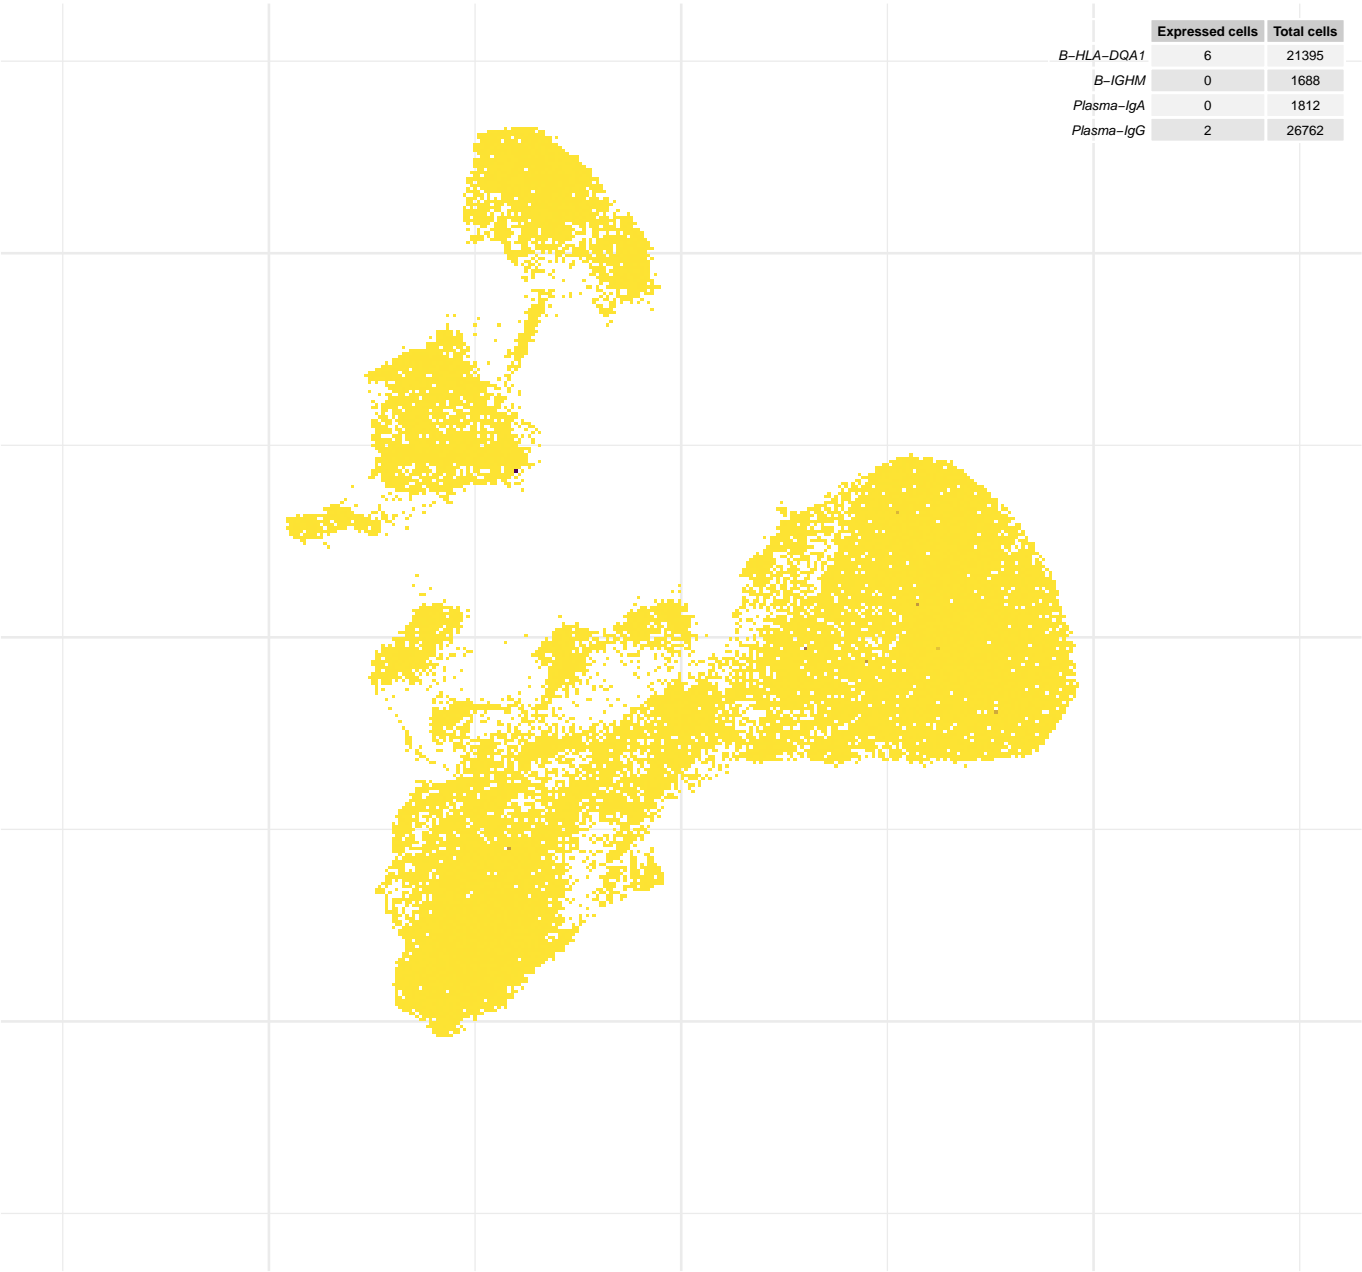 Expressed cells Total cells
B−HLA−DQA1 6 21395
B−IGHM 0 1688
Plasma−IgA 0 1812
Plasma−IgG 2 26762